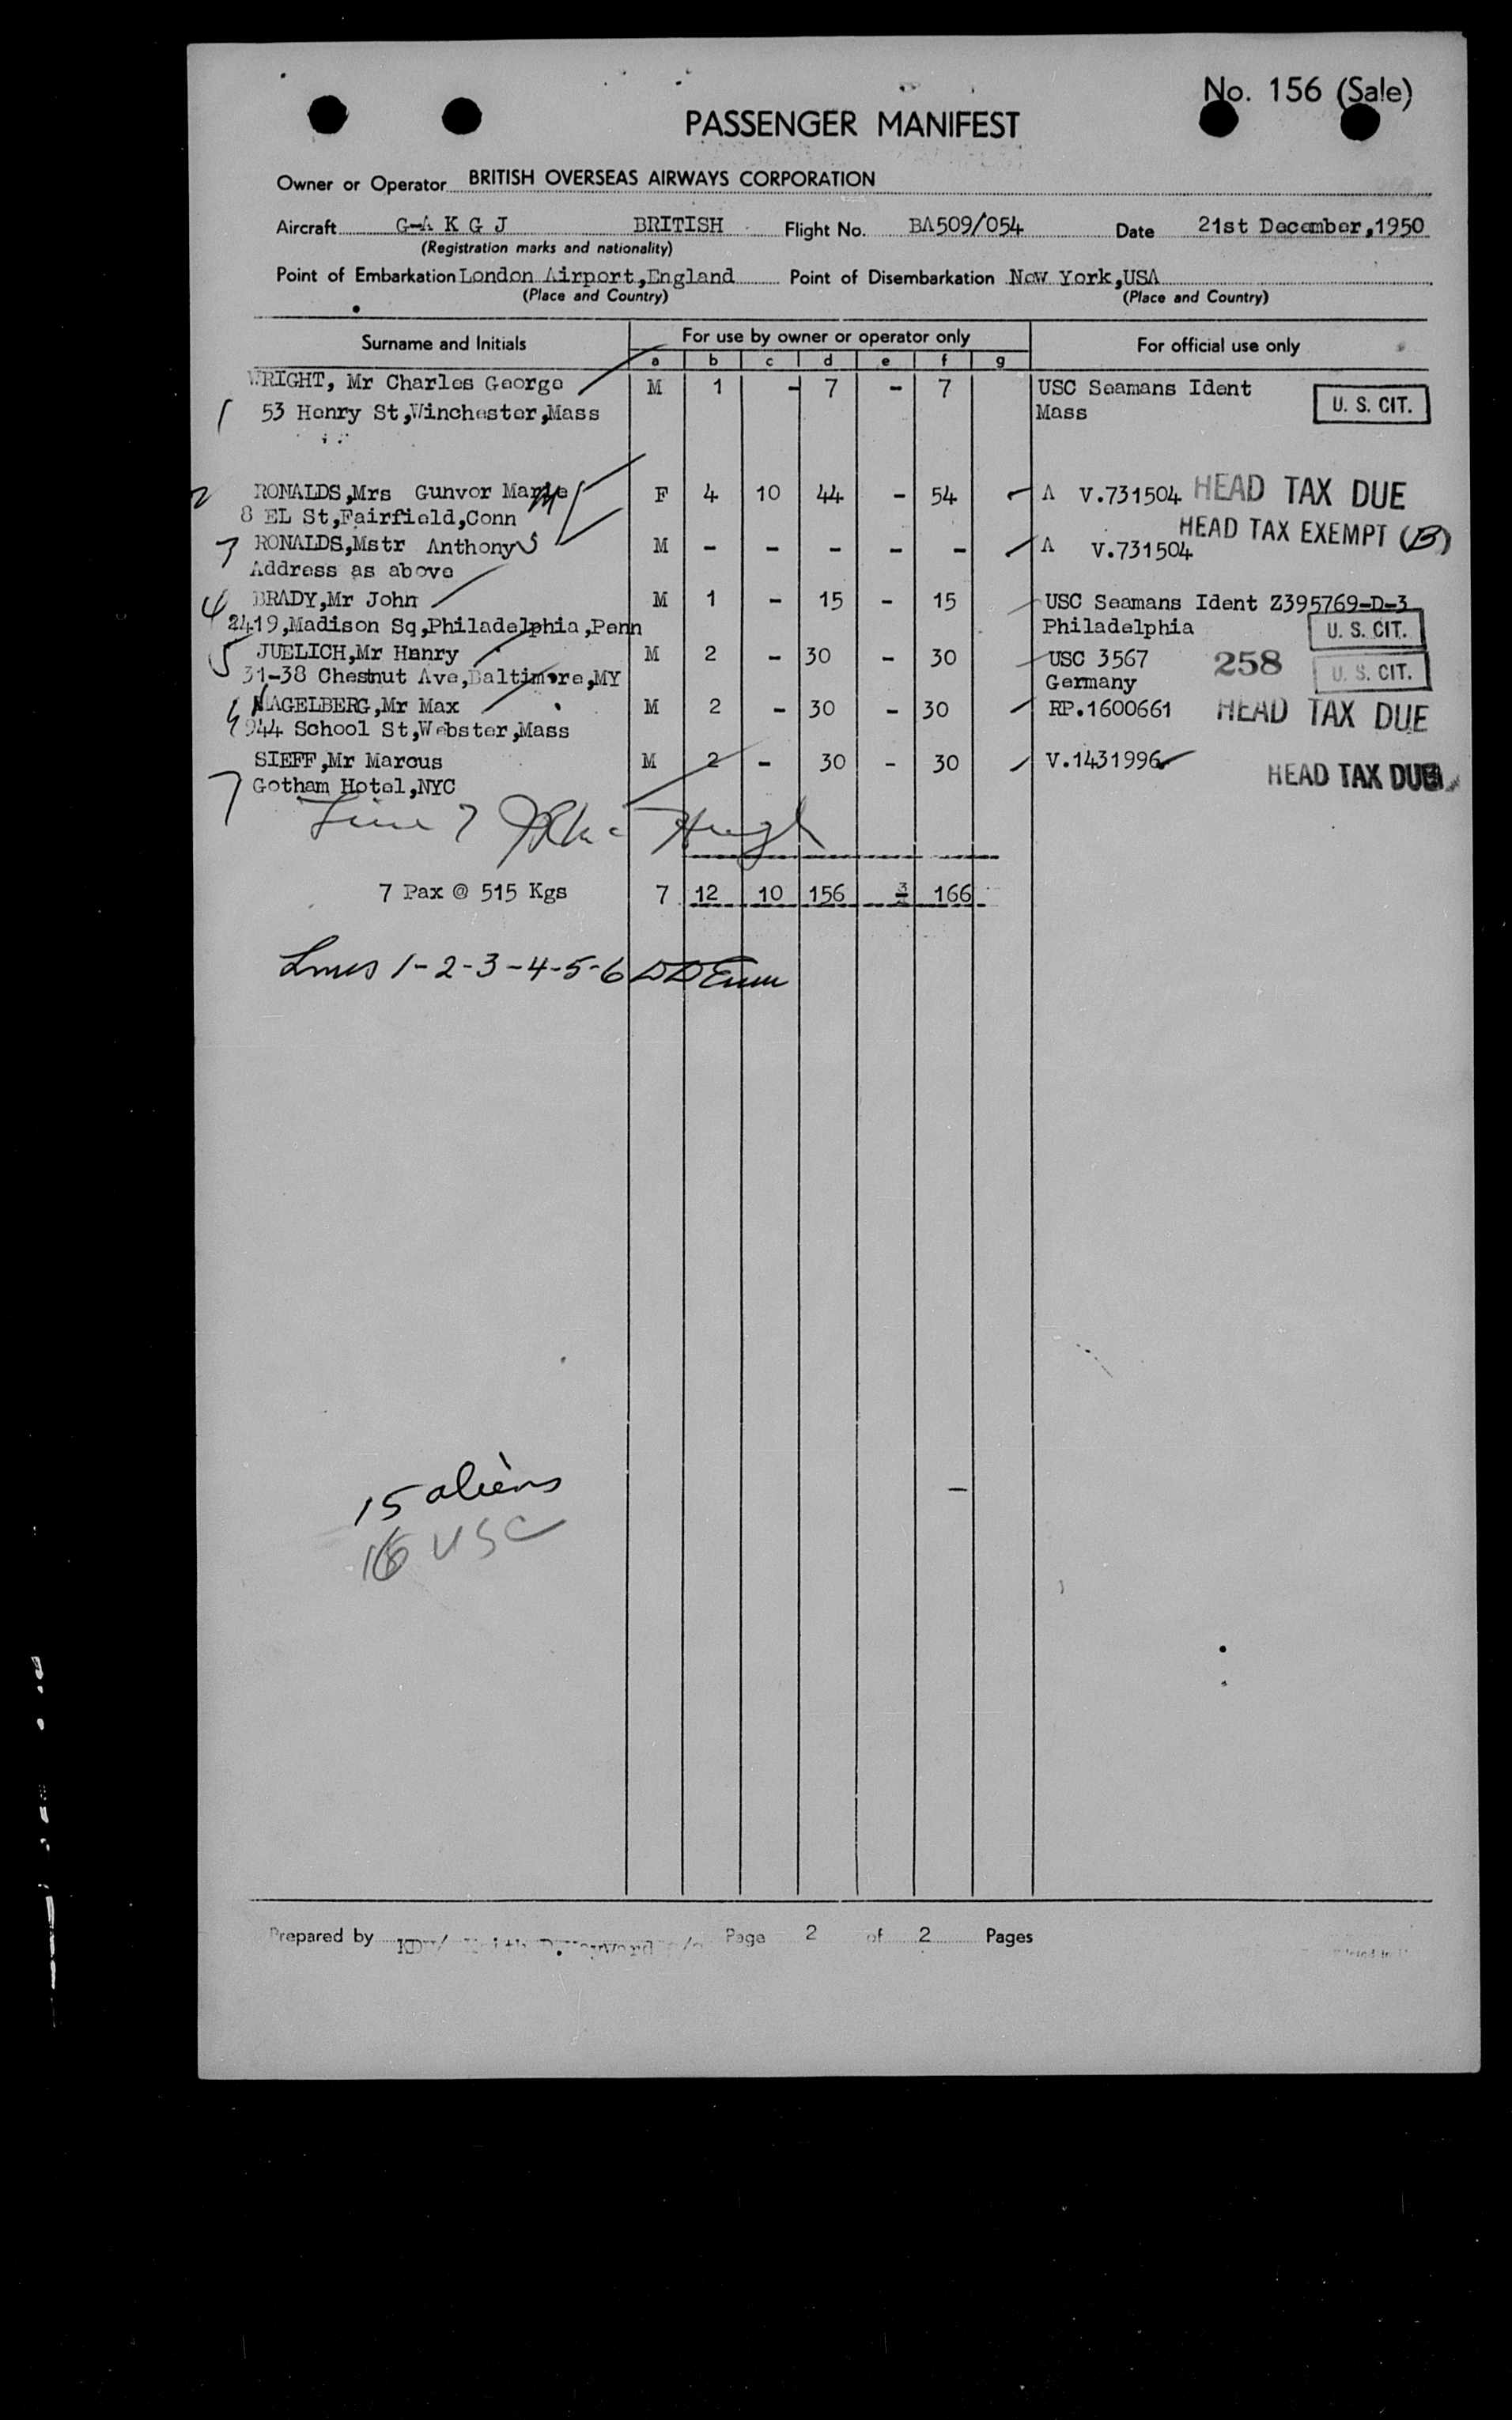 No. 156 (Sale)
PASSENGER MANIFEST
Owner or Operator BRITISH OVERSEAS AIRWAYS CORPORATION
Aircraft G-A K G J BRITISH Flight No. BA509/054 Date 21st December,1950
(Registration marks and nationality)
Point of Embarkation London Airport,England Point of Disembarkation New York,USA
(Place and Country) (Place and Country)
Surname and Initials For use by owner or operator only For official use only
a b c d e f g
WRIGHT, Mr Charles George M 1 - 7 - 7 USC Seamans Ident
1 53 Henry St,Winchester,Mass Mass U. S. CIT.
2 RONALDS,Mrs Gunvor Marie M F 4 10 44 - 54 A V.731504 HEAD TAX DUE
8 EL St,Fairfield,Conn
3 RONALDS,Mstr Anthony S M - - - - - A V.731504 HEAD TAX EXEMPT (B)
Address as above
4 BRADY,Mr John M 1 - 15 - 15 USC Seamans Ident Z395769-D-3
2419,Madison Sq,Philadelphia,Penn Philadelphia U. S. CIT.
5 JUELICH,Mr Henry M 2 - 30 - 30 USC 3567 258 U. S. CIT.
31-38 Chestnut Ave,Baltimore,MY Germany
6 NAGELBERG,Mr Max M 2 - 30 - 30 RP.1600661 HEAD TAX DUE
944 School St,Webster,Mass
SIEFF,Mr Marcus M 2 - 30 - 30 V.1431996 HEAD TAX DUE
7 Gotham Hotel,NYC
Line 7
7 Pax @ 515 Kgs 7 12 10 156 3 166
Lines 1-2-3-4-5-6
15 aliens
16 USC
Prepared by Page 2 of 2 Pages